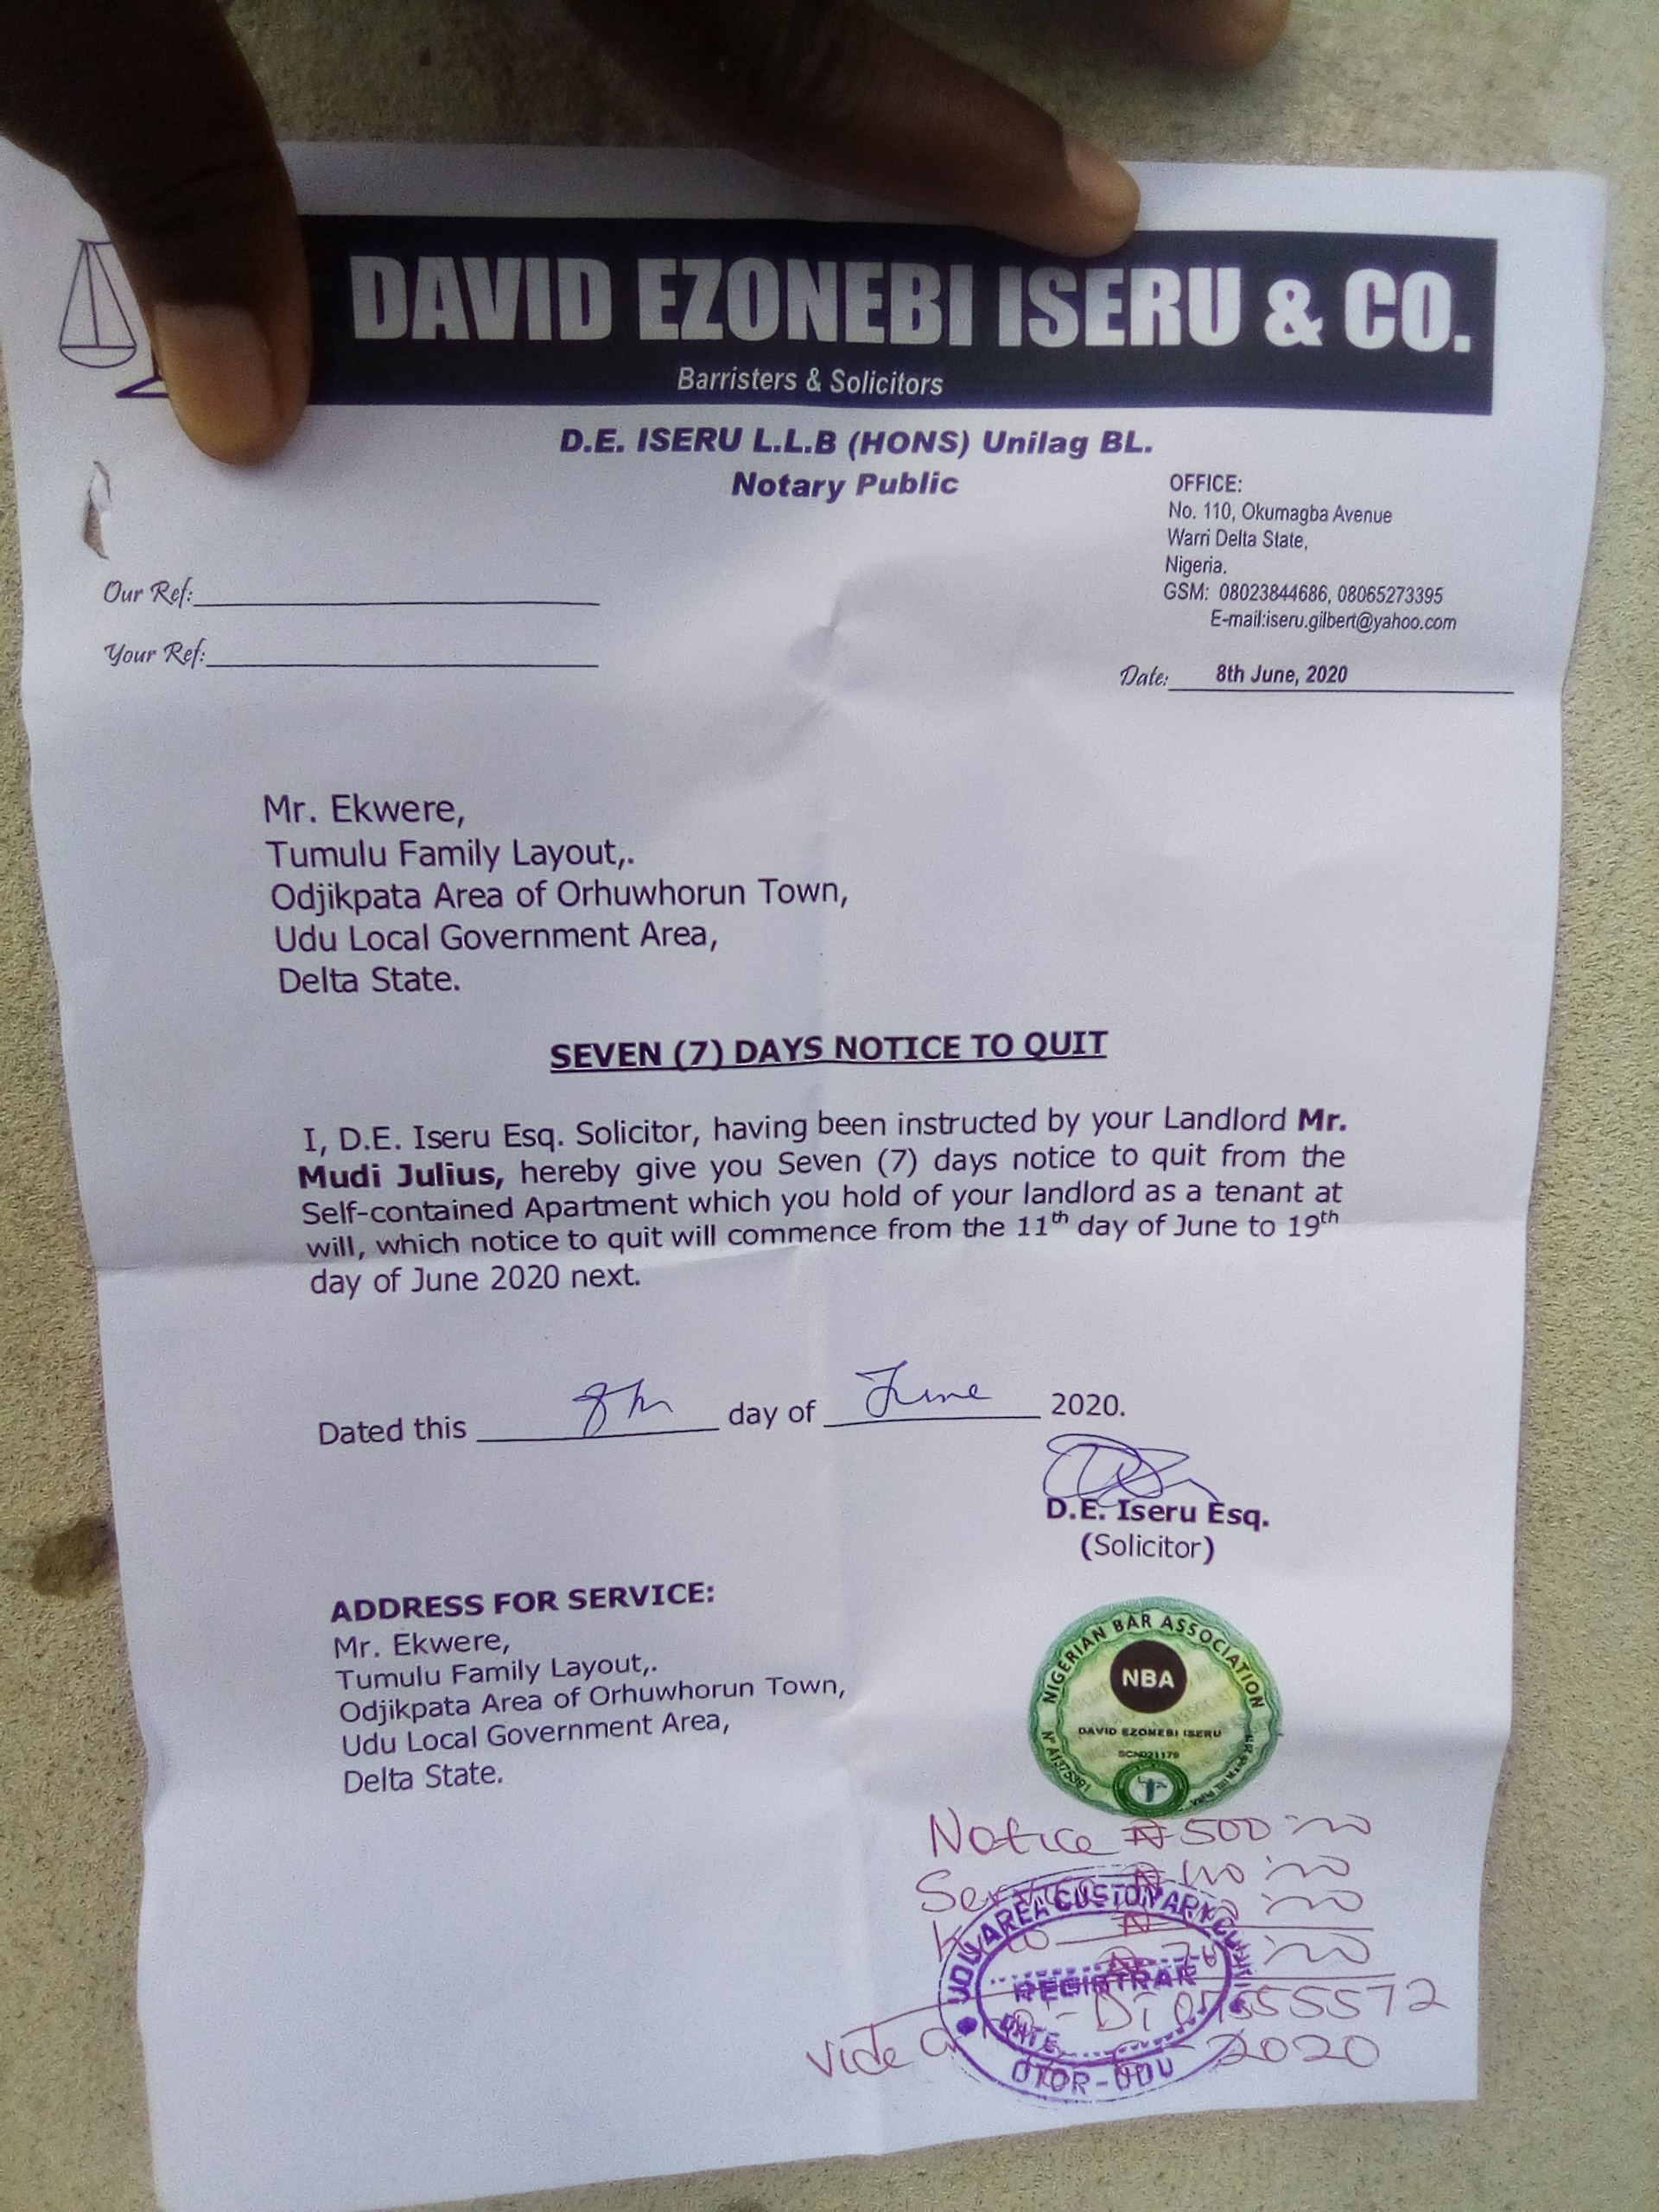 DAVID EZONEBI ISERU & CO.
Barristers & Solicitors
D.E. ISERU L.L.B (HONS) Unilag BL.
Notary Public
OFFICE:
No. 110, Okumagba Avenue
Warri Delta State,
Nigeria.
GSM: 08023844686, 08065273395
E-mail:iseru.gilbert@yahoo.com
Our Ref:
Your Ref:
Date: 8th June, 2020
Mr. Ekwere,
Tumulu Family Layout,.
Odjikpata Area of Orhuwhorun Town,
Udu Local Government Area,
Delta State.
SEVEN (7) DAYS NOTICE TO QUIT
I, D.E. Iseru Esq. Solicitor, having been instructed by your Landlord Mr.
Mudi Julius, hereby give you Seven (7) days notice to quit from the
Self-contained Apartment which you hold of your landlord as a tenant at
will, which notice to quit will commence from the 11th day of June to 19th
day of June 2020 next.
Dated this 8th day of June 2020.
D.E. Iseru Esq.
(Solicitor)
ADDRESS FOR SERVICE:
Mr. Ekwere,
Tumulu Family Layout,.
Odjikpata Area of Orhuwhorun Town,
Udu Local Government Area,
Delta State.
NIGERIAN BAR ASSOCIATION
NBA
DAVID EZONEBI ISERU
SCN021179
Notice ₦500
UDU AREA CUSTOMARY
REGISTRAR
DATE
OTOR-UDU
Vide
2020